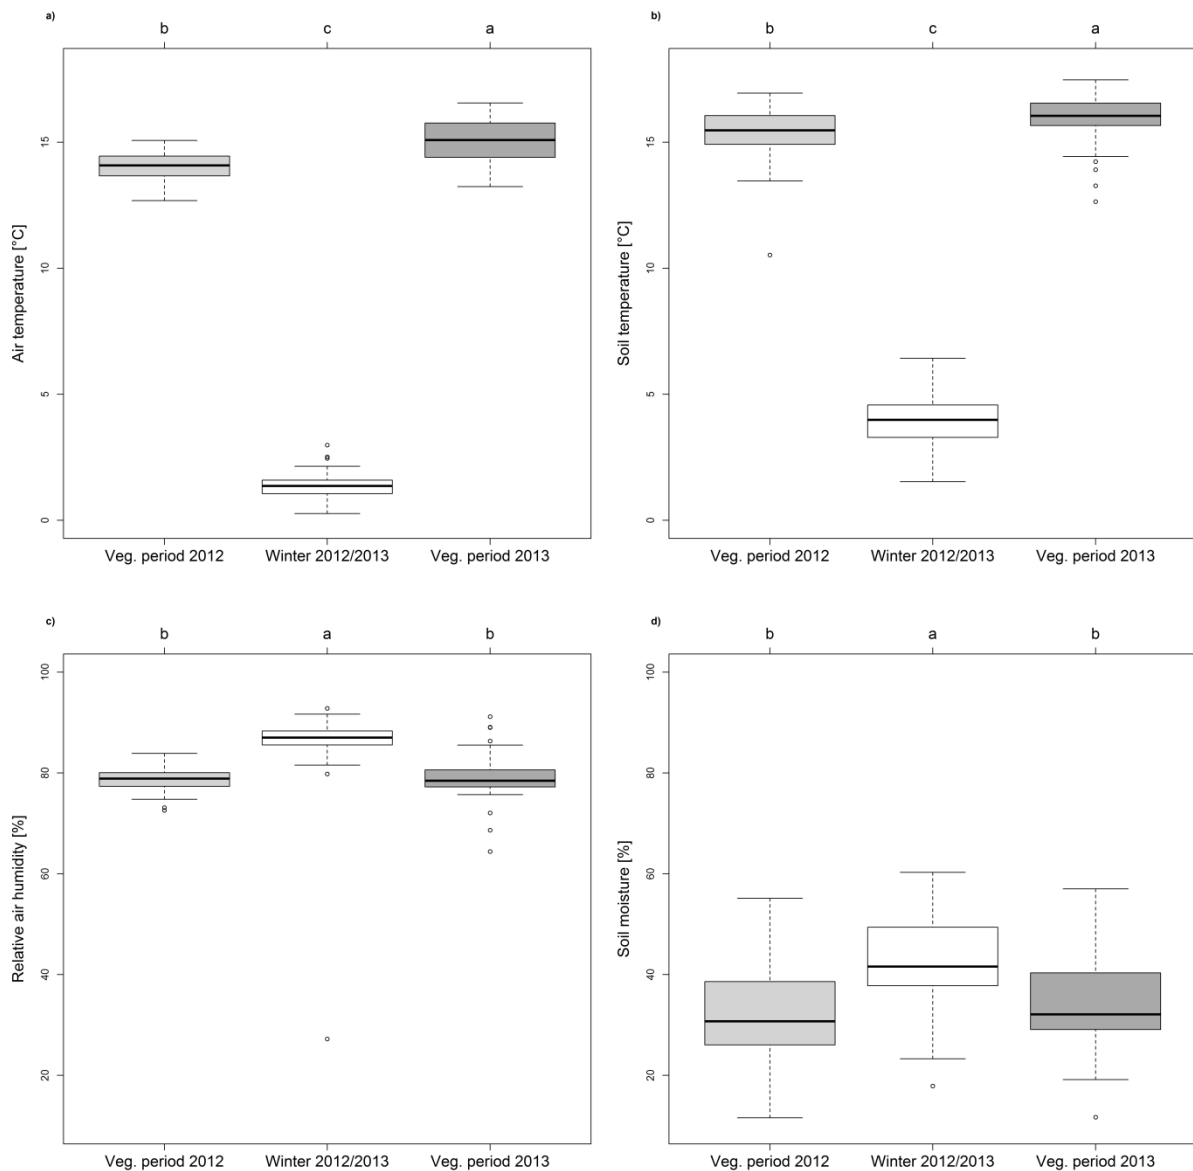 a)
b c a
Air temperature [°C]
15
10
5
0
Veg. period 2012 Winter 2012/2013 Veg. period 2013
b)
b c a
Soil temperature [°C]
15
10
5
0
Veg. period 2012 Winter 2012/2013 Veg. period 2013
c)
b a b
Relative air humidity [%]
100
80
60
40
20
Veg. period 2012 Winter 2012/2013 Veg. period 2013
d)
b a b
Soil moisture [%]
100
80
60
40
20
Veg. period 2012 Winter 2012/2013 Veg. period 2013